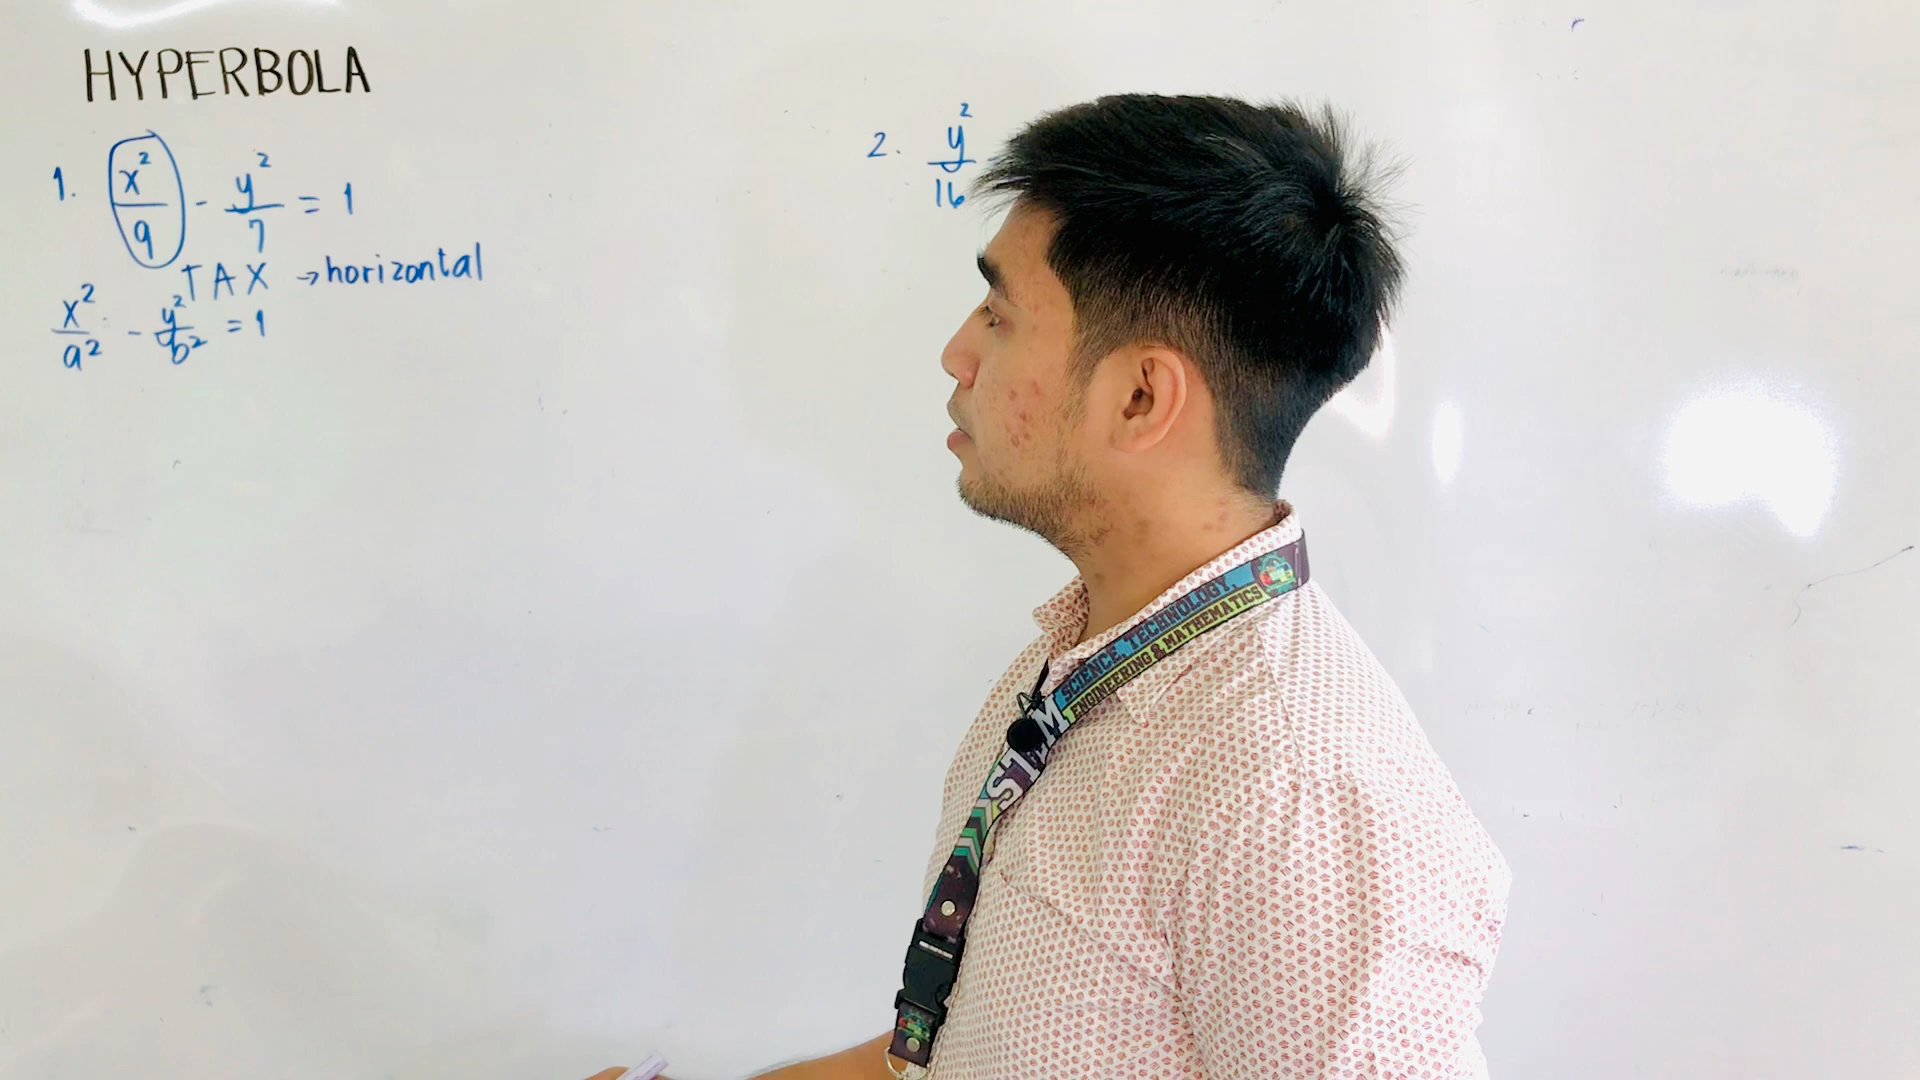 HYPERBOLA
1. x²/9 - y²/7 = 1
TAX → horizontal
x²/a² - y²/b² = 1
2. y²/16
SCIENCE, TECHNOLOGY,
ENGINEERING & MATHEMATICS
STEM